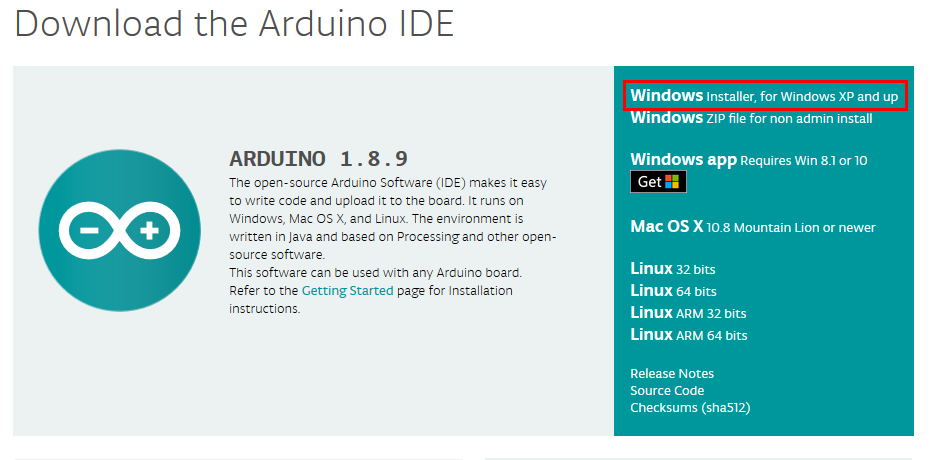 Download the Arduino IDE
ARDUINO 1.8.9
The open-source Arduino Software (IDE) makes it easy
to write code and upload it to the board. It runs on
Windows, Mac OS X, and Linux. The environment is
written in Java and based on Processing and other open-
source software.
This software can be used with any Arduino board.
Refer to the Getting Started page for Installation
instructions.
Windows Installer, for Windows XP and up
Windows ZIP file for non admin install
Windows app Requires Win 8.1 or 10
Get
Mac OS X 10.8 Mountain Lion or newer
Linux 32 bits
Linux 64 bits
Linux ARM 32 bits
Linux ARM 64 bits
Release Notes
Source Code
Checksums (sha512)